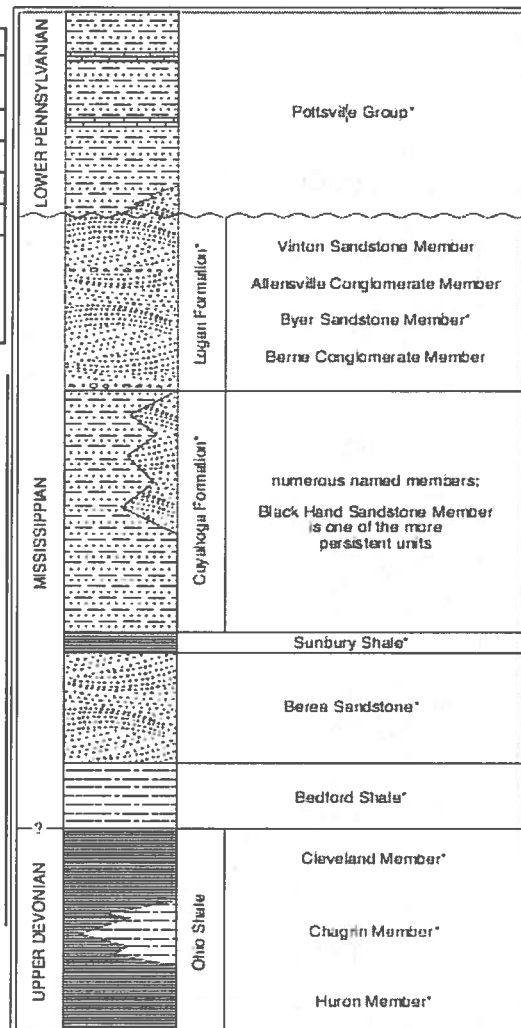 LOWER PENNSYLVANIAN
Pottsville Group*
MISSISSIPPIAN
Logan Formation*
Vinton Sandstone Member
Allensville Conglomerate Member
Byer Sandstone Member*
Berne Conglomerate Member
Cuyahoga Formation*
numerous named members;
Black Hand Sandstone Member
is one of the more
persistent units
Sunbury Shale*
Berea Sandstone*
Bedford Shale*
?
UPPER DEVONIAN
Ohio Shale
Cleveland Member*
Chagrin Member*
Huron Member*